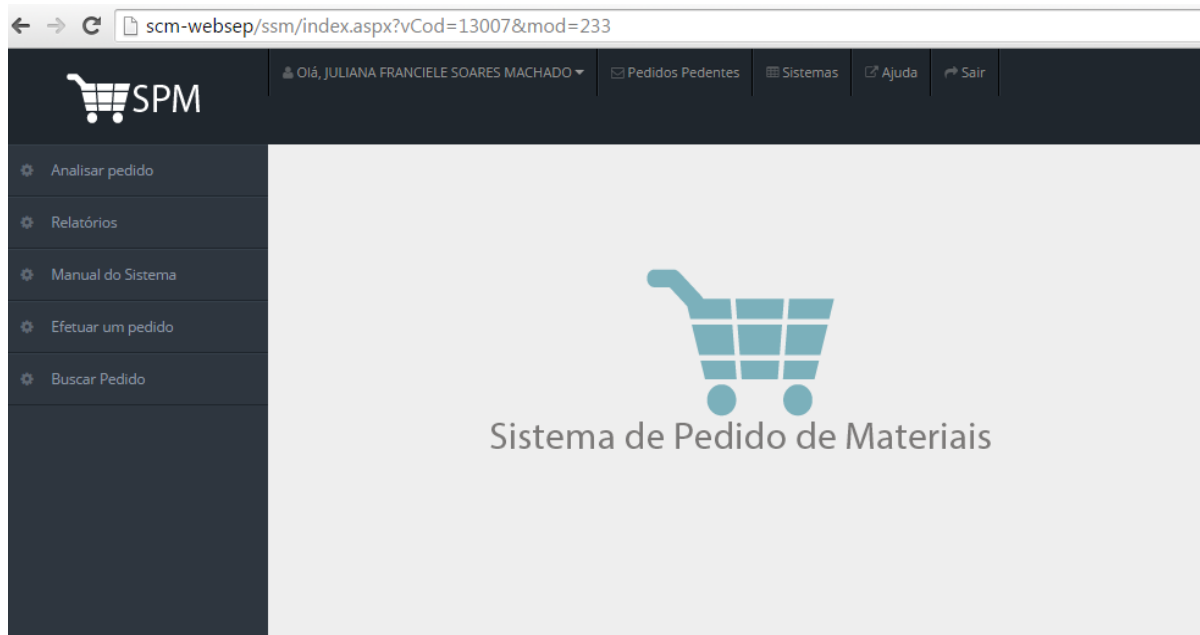 scm-websep/ssm/index.aspx?vCod=13007&mod=233
SPM
Olá, JULIANA FRANCIELE SOARES MACHADO
Pedidos Pedentes
Sistemas
Ajuda
Sair
Analisar pedido
Relatórios
Manual do Sistema
Efetuar um pedido
Buscar Pedido
Sistema de Pedido de Materiais